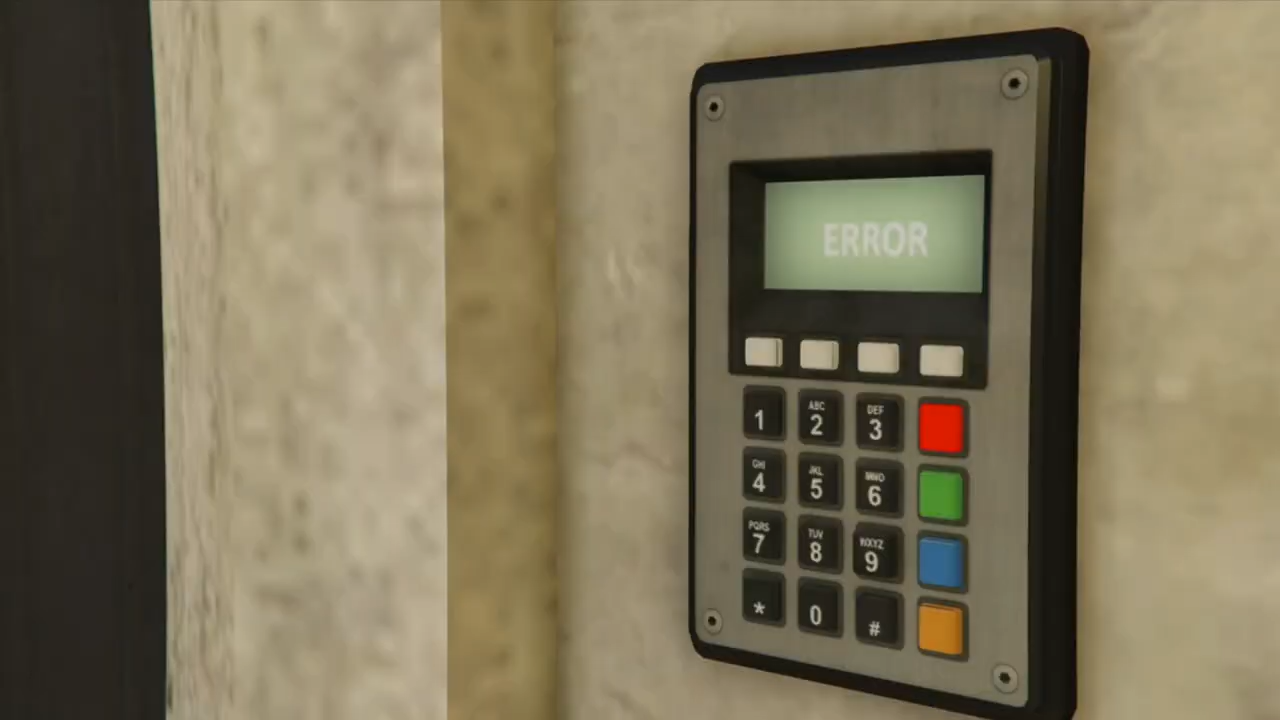 ERROR
1 ABC 2 DEF 3
GHI 4 JKL 5 MNO 6
PQRS 7 TUV 8 WXYZ 9
* 0 #